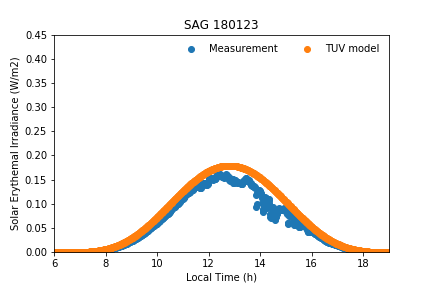 SAG 180123
Measurement
TUV model
Solar Erythemal Irradiance (W/m2)
0.45
0.40
0.35
0.30
0.25
0.20
0.15
0.10
0.05
0.00
6 8 10 12 14 16 18
Local Time (h)